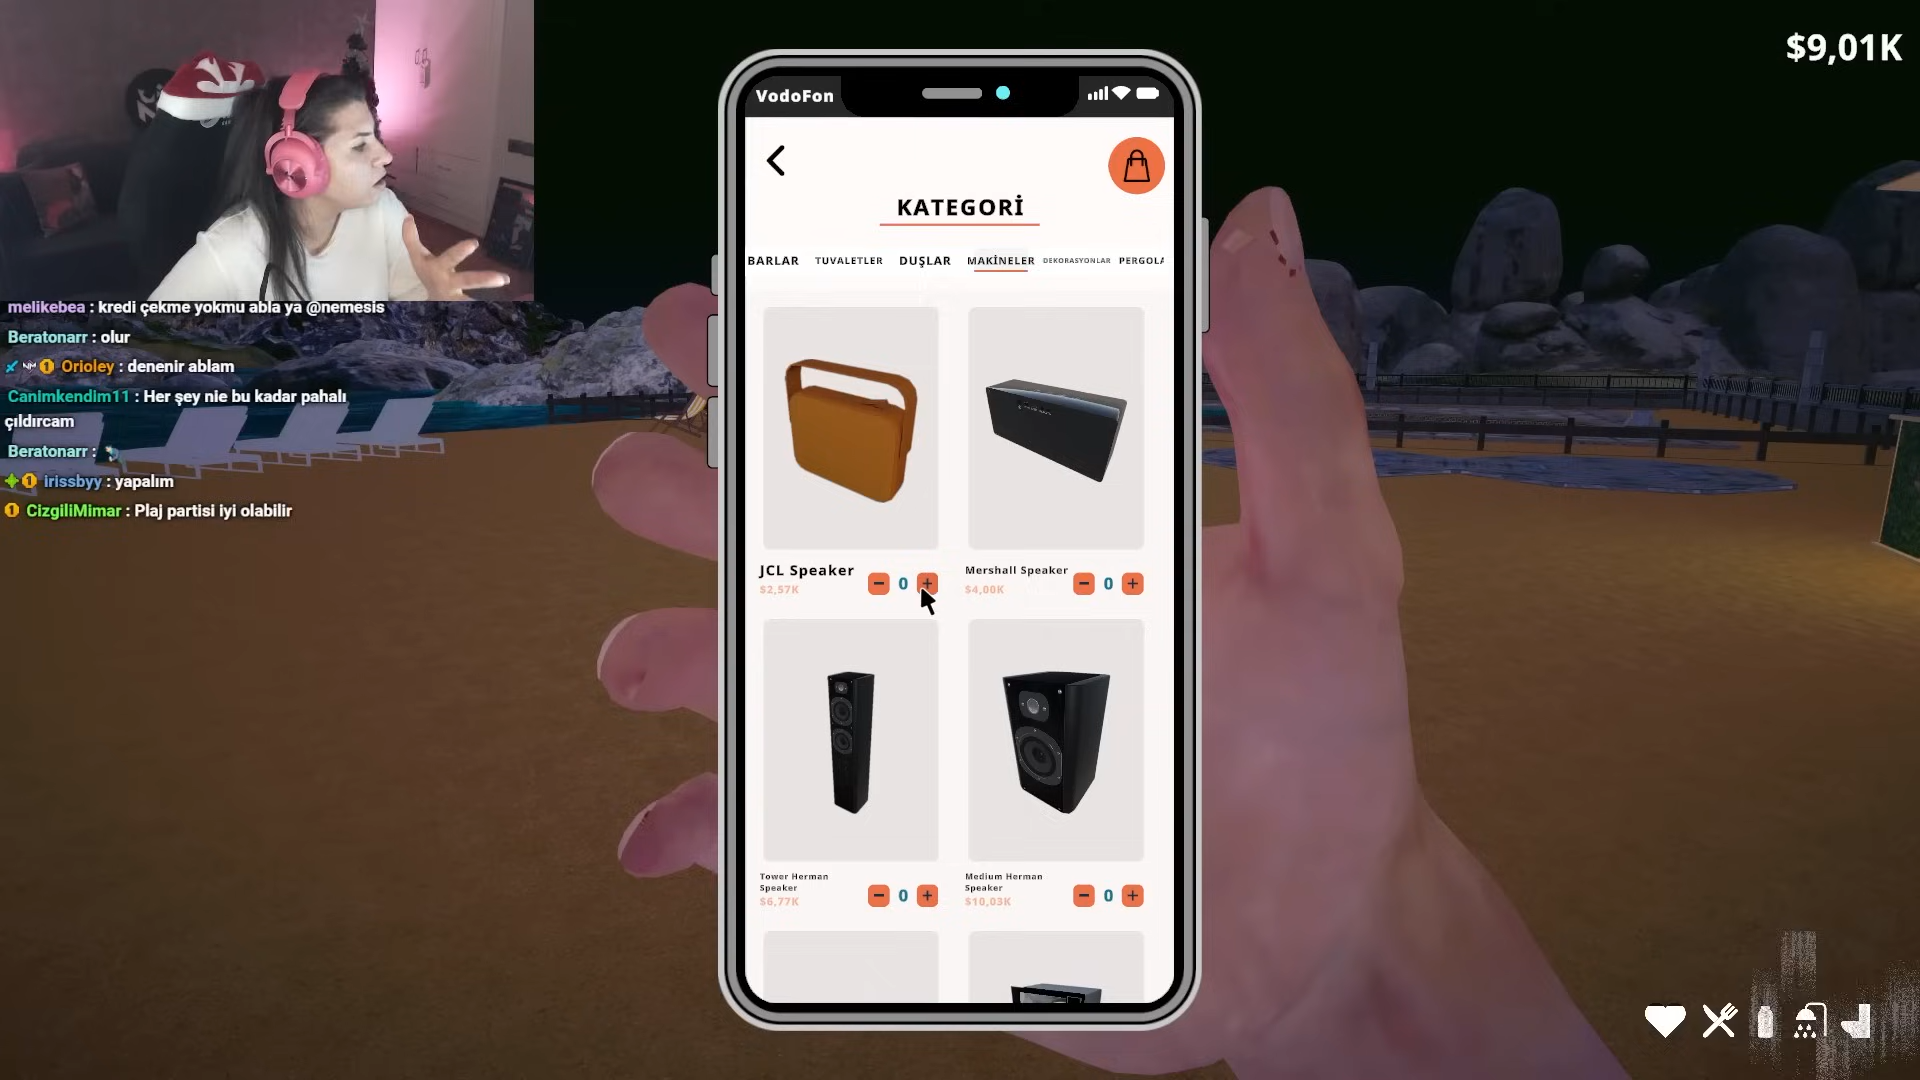 $9,01K
VodoFon
KATEGORİ
BARLAR TUVALETLER DUŞLAR MAKİNELER DEKORASYONLAR PERGOLA
melikebea : kredi çekme yokmu abla ya @nemesis
Beratonarr : olur
Orioley : denenir ablam
Canimkendim11 : Her şey nie bu kadar pahalı
çıldırcam
Beratonarr :
irissbyy : yapalım
CizgiliMimar : Plaj partisi iyi olabilir
JCL Speaker
$2,57K
− 0 +
Mershall Speaker
$4,00K
− 0 +
Tower Herman
Speaker
$6,77K
− 0 +
Medium Herman
Speaker
$10,03K
− 0 +